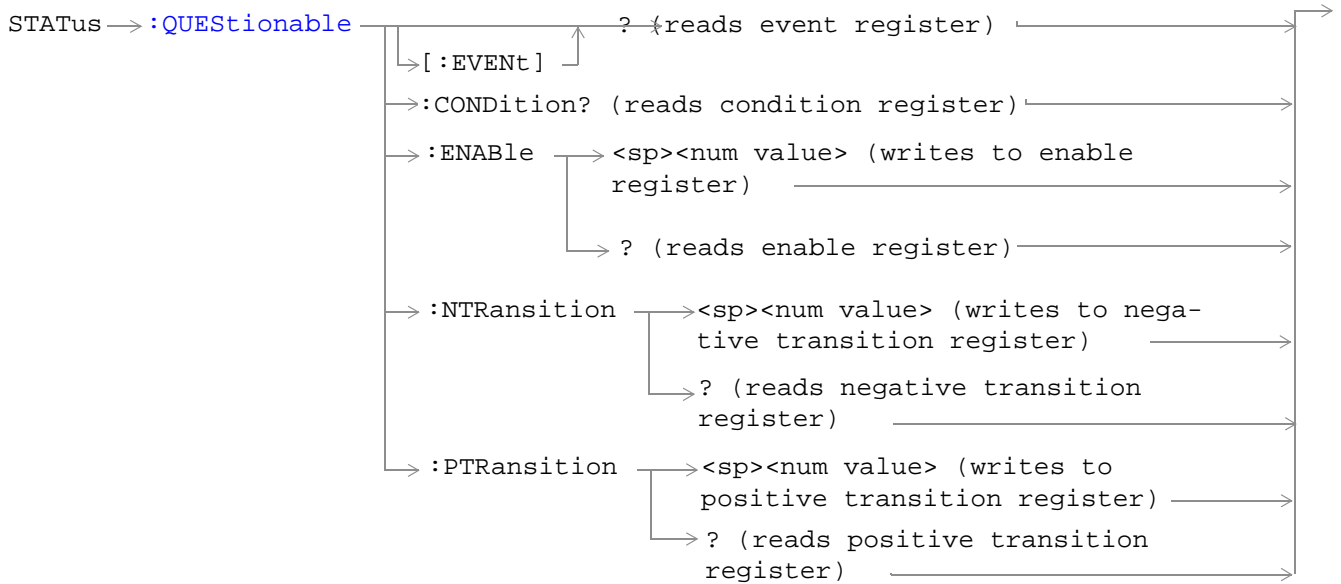 STATus :QUEStionable ? (reads event register)
[:EVENt]
:CONDition? (reads condition register)
:ENABle <sp><num value> (writes to enable
register)
? (reads enable register)
:NTRansition <sp><num value> (writes to nega-
tive transition register)
? (reads negative transition
register)
:PTRansition <sp><num value> (writes to
positive transition register)
? (reads positive transition
register)